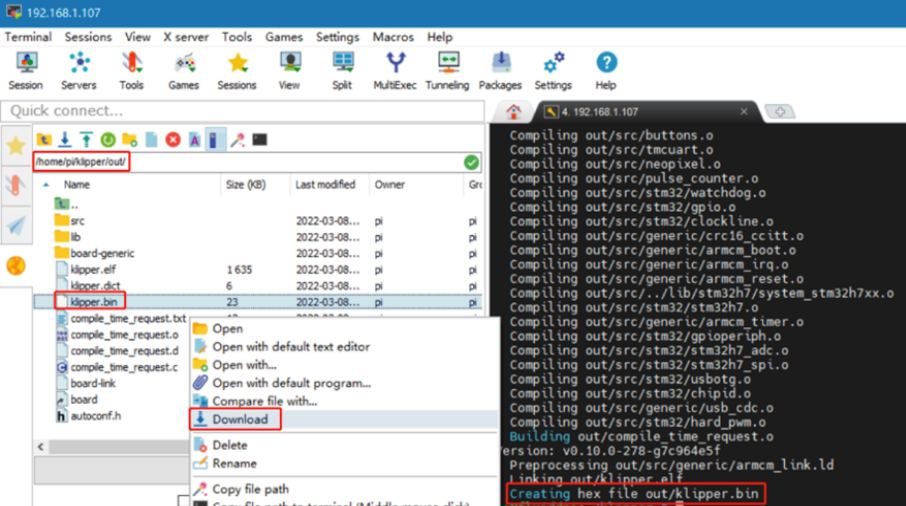 192.168.1.107
Terminal Sessions View X server Tools Games Settings Macros Help
Session Servers Tools Games Sessions View Split MultiExec Tunneling Packages Settings Help
Quick connect...
4. 192.168.1.107
/home/pi/klipper/out/
Name Size (KB) Last modified Owner Gro
..
src 2022-03-08... pi pi
lib 2022-03-08... pi pi
board-generic 2022-03-08... pi pi
klipper.elf 1 635 2022-03-08... pi pi
klipper.dict 6 2022-03-08... pi pi
klipper.bin 23 2022-03-08... pi pi
compile_time_request.txt
compile_time_request.o
compile_time_request.d
compile_time_request.c
board-link
board
autoconf.h
Open
Open with default text editor
Open with...
Open with default program...
Compare file with...
Download
Delete
Rename
Copy file path
Copy file path to terminal (Middle mouse click)
Compiling out/src/buttons.o
Compiling out/src/tmcuart.o
Compiling out/src/neopixel.o
Compiling out/src/pulse_counter.o
Compiling out/src/stm32/watchdog.o
Compiling out/src/stm32/gpio.o
Compiling out/src/stm32/clockline.o
Compiling out/src/generic/crc16_ccitt.o
Compiling out/src/generic/armcm_boot.o
Compiling out/src/generic/armcm_irq.o
Compiling out/src/generic/armcm_reset.o
Compiling out/src/../lib/stm32h7/system_stm32h7xx.o
Compiling out/src/stm32/stm32h7.o
Compiling out/src/generic/armcm_timer.o
Compiling out/src/stm32/gpioperiph.o
Compiling out/src/stm32/stm32h7_adc.o
Compiling out/src/stm32/stm32h7_spi.o
Compiling out/src/stm32/usbotg.o
Compiling out/src/stm32/chipid.o
Compiling out/src/generic/usb_cdc.o
Compiling out/src/stm32/hard_pwm.o
Building out/compile_time_request.o
ersion: v0.10.0-278-g7c964e5f
Preprocessing out/src/generic/armcm_link.ld
Linking out/klipper.elf
Creating hex file out/klipper.bin